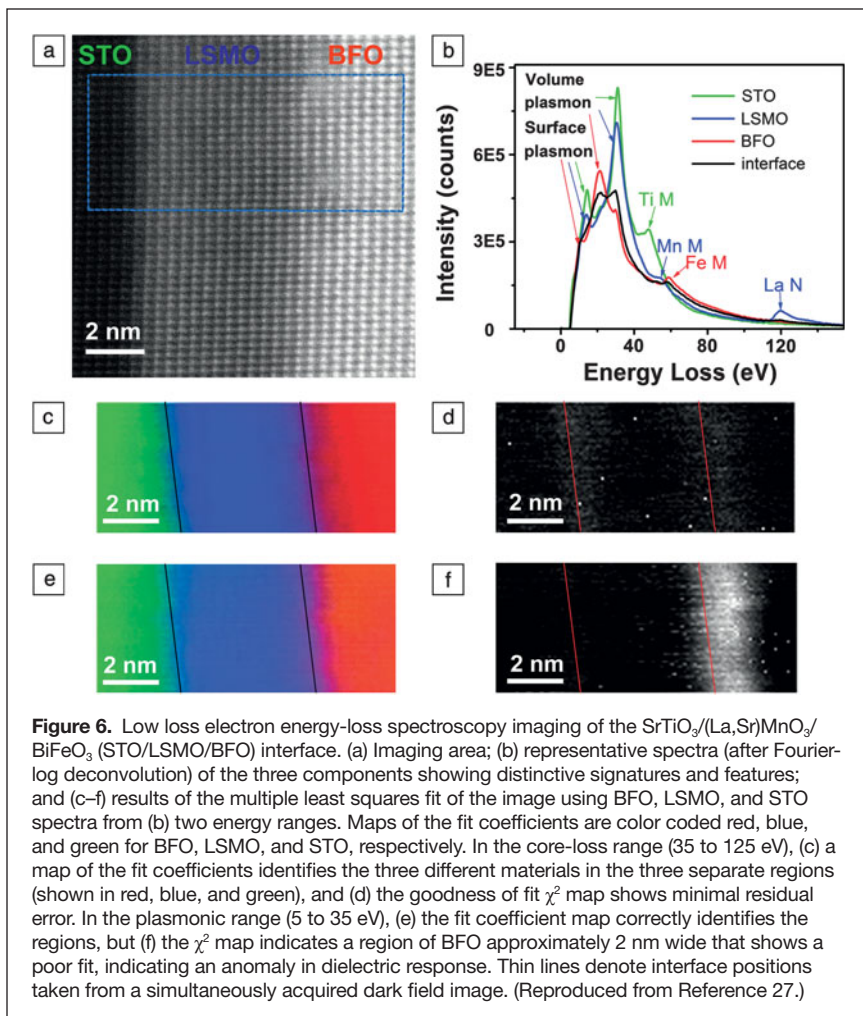 a
STO LSMO BFO
2 nm
b
9E5
6E5
3E5
0
Intensity (counts)
Volume
plasmon
Surface
plasmon
STO
LSMO
BFO
interface
Ti M
Mn M
Fe M
La N
0 40 80 120
Energy Loss (eV)
c
2 nm
d
2 nm
e
2 nm
f
2 nm
Figure 6. Low loss electron energy-loss spectroscopy imaging of the SrTiO₃/(La,Sr)MnO₃/
BiFeO₃ (STO/LSMO/BFO) interface. (a) Imaging area; (b) representative spectra (after Fourier-
log deconvolution) of the three components showing distinctive signatures and features;
and (c–f) results of the multiple least squares fit of the image using BFO, LSMO, and STO
spectra from (b) two energy ranges. Maps of the fit coefficients are color coded red, blue,
and green for BFO, LSMO, and STO, respectively. In the core-loss range (35 to 125 eV), (c) a
map of the fit coefficients identifies the three different materials in the three separate regions
(shown in red, blue, and green), and (d) the goodness of fit χ² map shows minimal residual
error. In the plasmonic range (5 to 35 eV), (e) the fit coefficient map correctly identifies the
regions, but (f) the χ² map indicates a region of BFO approximately 2 nm wide that shows a
poor fit, indicating an anomaly in dielectric response. Thin lines denote interface positions
taken from a simultaneously acquired dark field image. (Reproduced from Reference 27.)